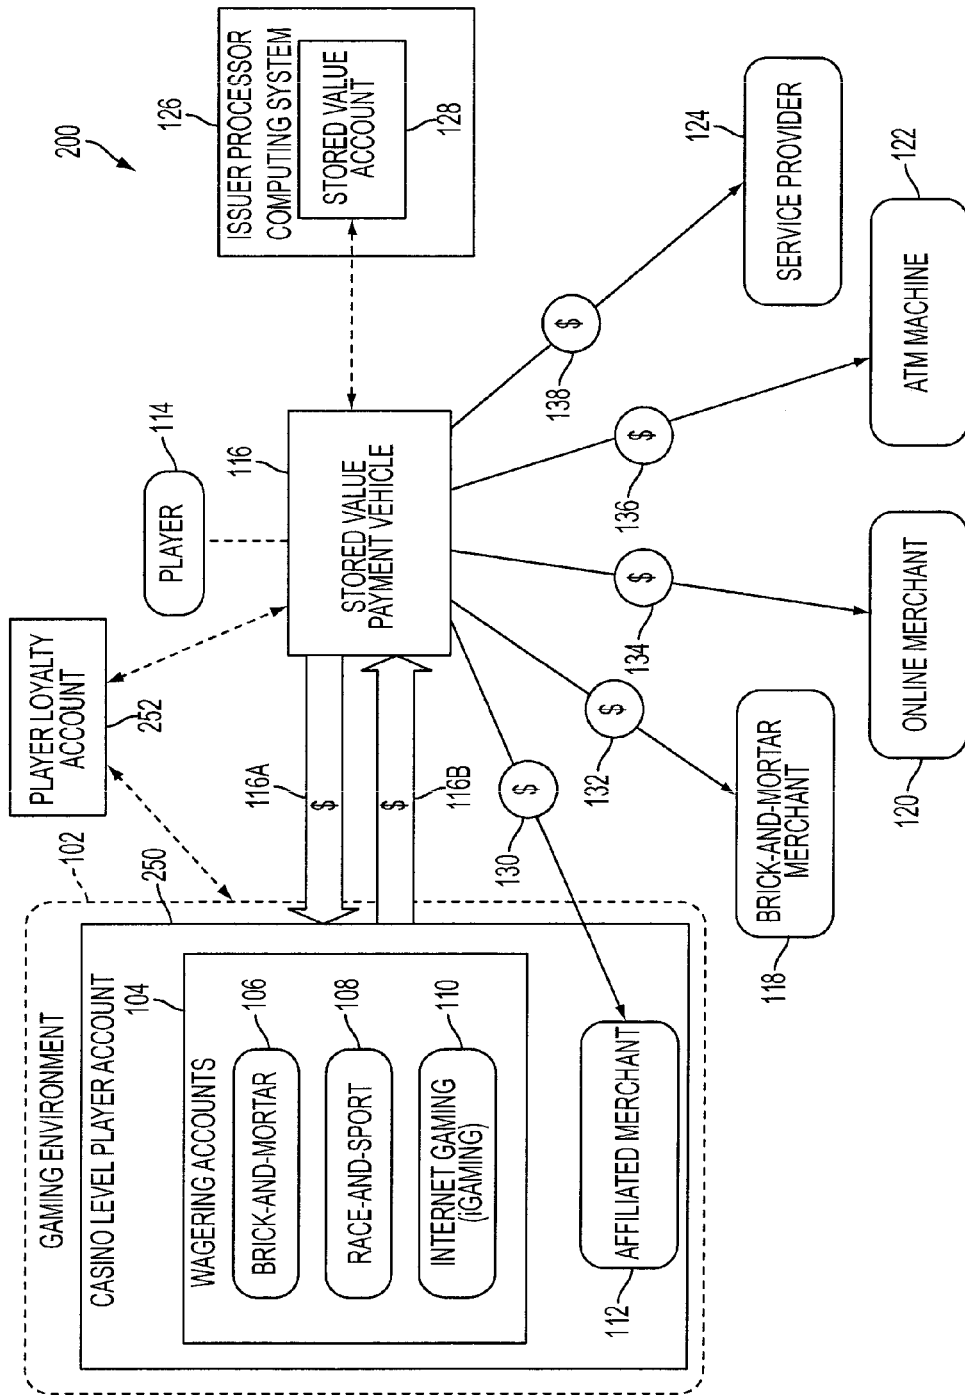 200
GAMING ENVIRONMENT
102
CASINO LEVEL PLAYER ACCOUNT
250
104
WAGERING ACCOUNTS
106
BRICK-AND-MORTAR
108
RACE-AND-SPORT
110
INTERNET GAMING
(iGAMING)
AFFILIATED MERCHANT
112
PLAYER LOYALTY
ACCOUNT
252
PLAYER
114
116
STORED VALUE
PAYMENT VEHICLE
116A
$
$
116B
126
ISSUER PROCESSOR
COMPUTING SYSTEM
STORED VALUE
ACCOUNT
128
$
130
$
132
$
134
$
136
$
138
BRICK-AND-MORTAR
MERCHANT
118
ONLINE MERCHANT
120
ATM MACHINE
122
SERVICE PROVIDER
124